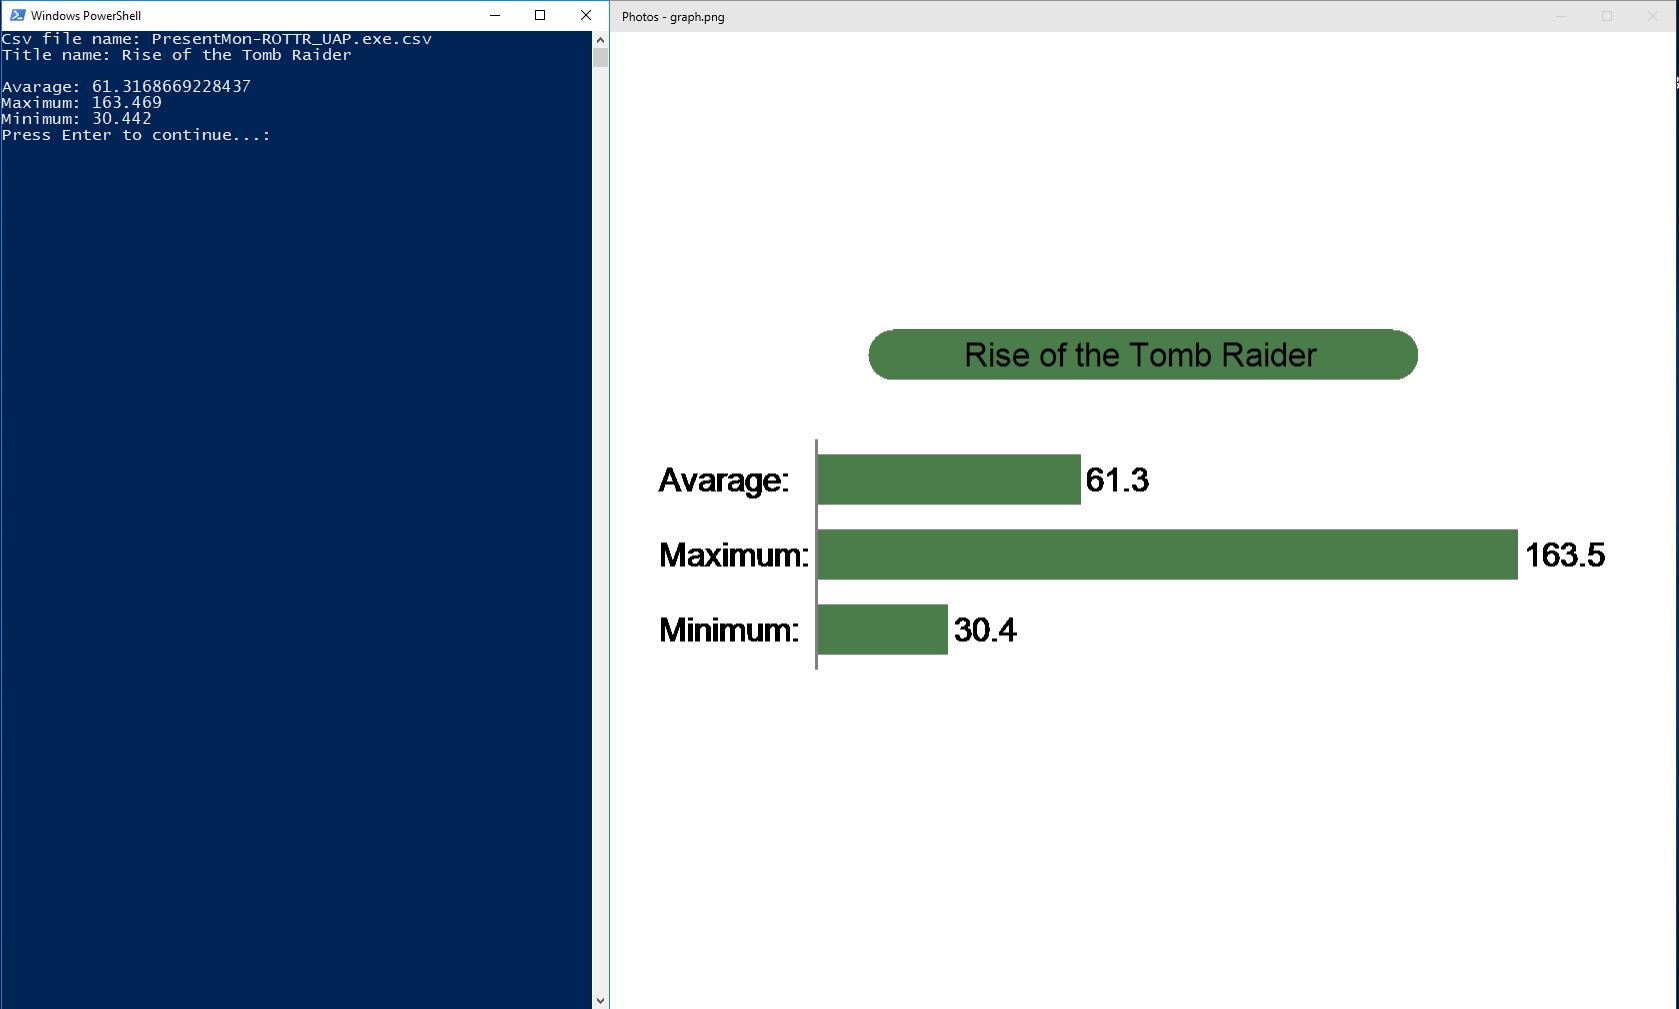 Windows PowerShell
Csv file name: PresentMon-ROTTR_UAP.exe.csv
Title name: Rise of the Tomb Raider
Avarage: 61.3168669228437
Maximum: 163.469
Minimum: 30.442
Press Enter to continue...:
Photos - graph.png
Rise of the Tomb Raider
Avarage: 61.3
Maximum: 163.5
Minimum: 30.4